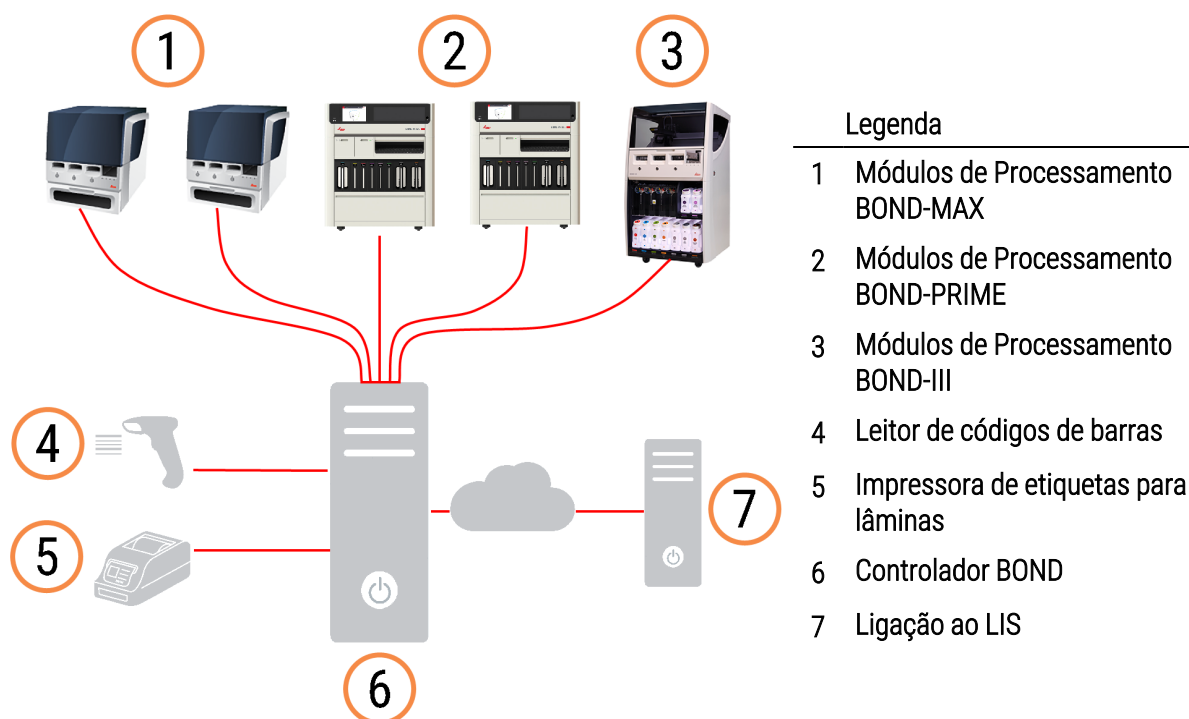 1
2
3
Legenda
1 Módulos de Processamento
BOND-MAX
2 Módulos de Processamento
BOND-PRIME
3 Módulos de Processamento
BOND-III
4 Leitor de códigos de barras
5 Impressora de etiquetas para
lâminas
6 Controlador BOND
7 Ligação ao LIS
4
5
7
6